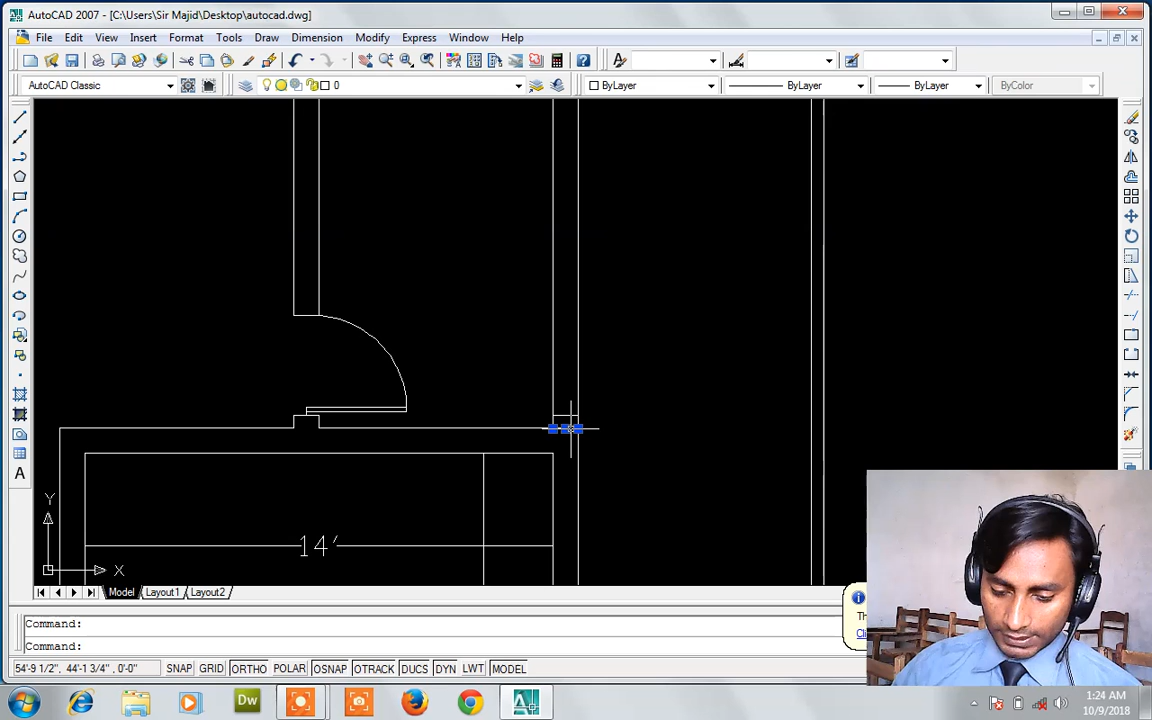 AutoCAD 2007 - [C:\Users\Sir Majid\Desktop\autocad.dwg]
File Edit View Insert Format Tools Draw Dimension Modify Express Window Help
AutoCAD Classic 0 ByLayer ByLayer ByLayer ByColor
A
14'
Y
X
Model Layout1 Layout2
Command:
Command:
54'-9 1/2", 44'-1 3/4" , 0'-0" SNAP GRID ORTHO POLAR OSNAP OTRACK DUCS DYN LWT MODEL
Th
Cli
Dw
1:24 AM
10/9/2018